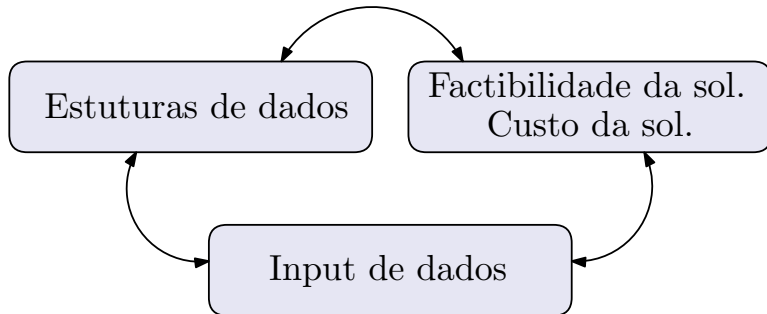 Estuturas de dados
Factibilidade da sol.
Custo da sol.
Input de dados